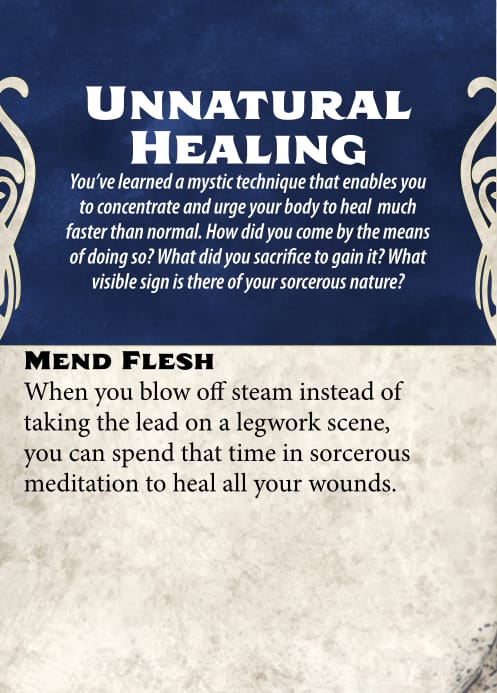 UNNATURAL
HEALING
You've learned a mystic technique that enables you
to concentrate and urge your body to heal much
faster than normal. How did you come by the means
of doing so? What did you sacrifice to gain it? What
visible sign is there of your sorcerous nature?
MEND FLESH
When you blow off steam instead of
taking the lead on a legwork scene,
you can spend that time in sorcerous
meditation to heal all your wounds.